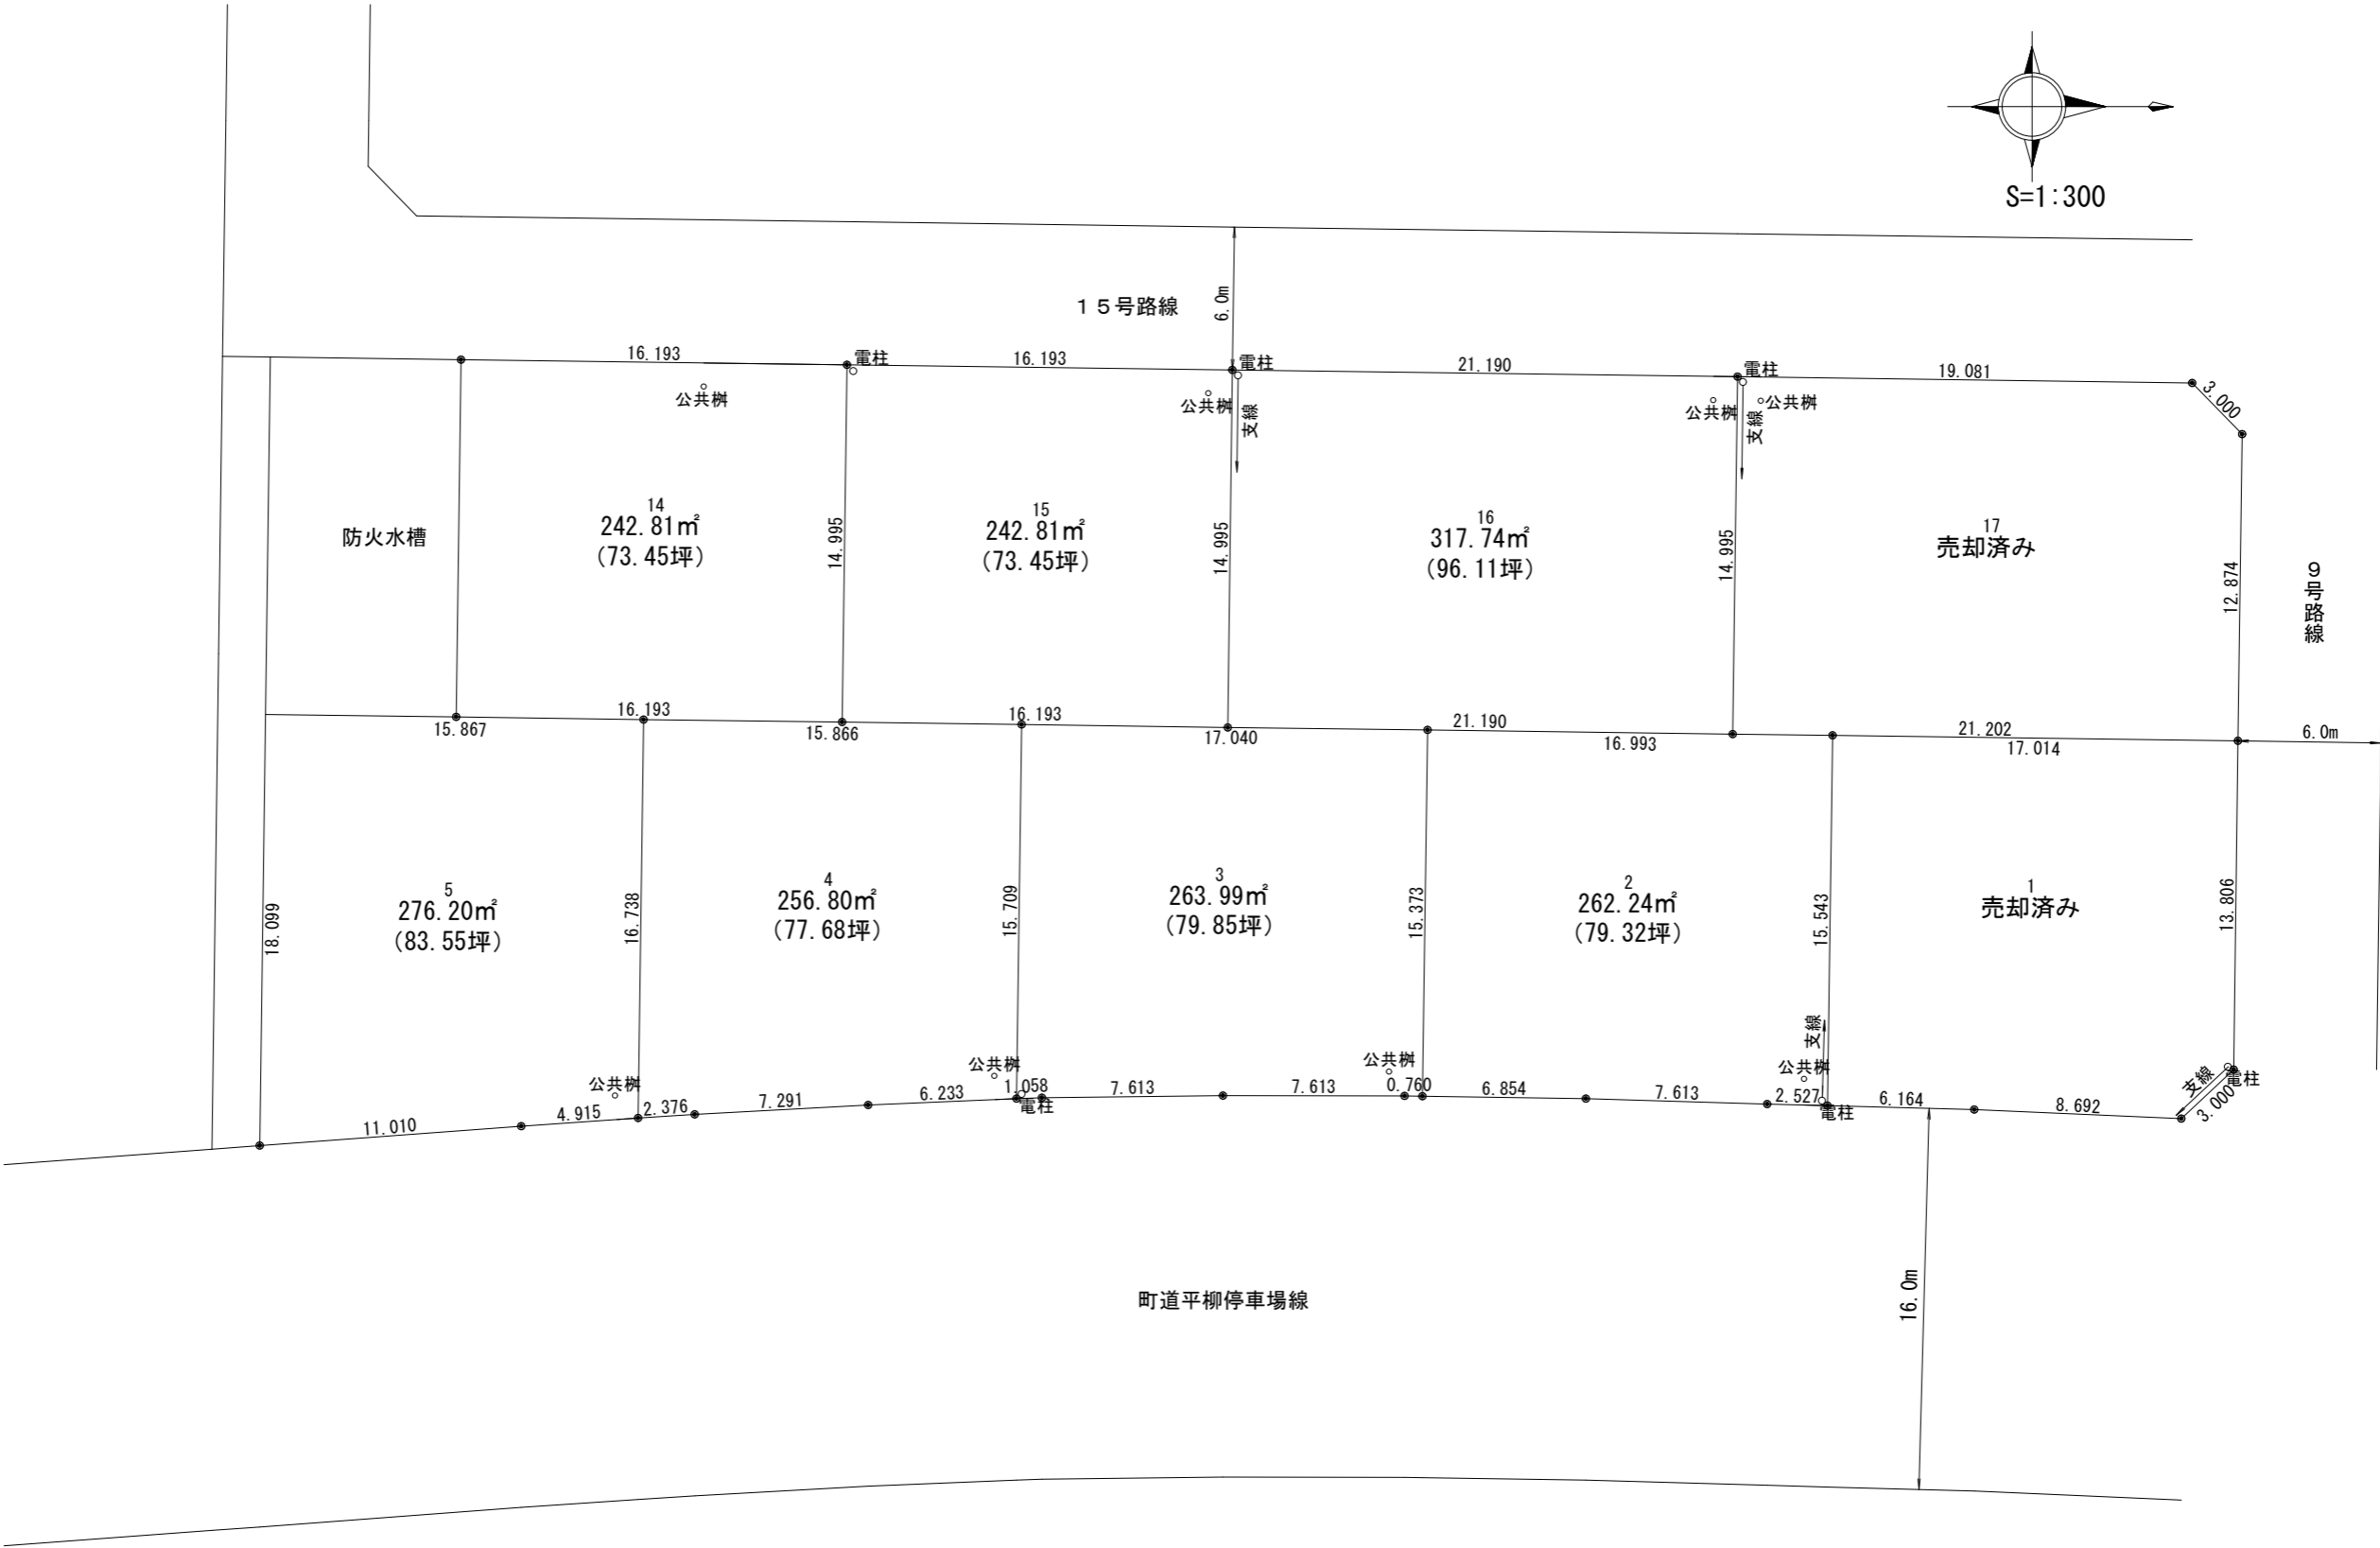 S=1:300
１５号路線
6.0m
16.193
電柱
16.193
電柱
21.190
電柱
19.081
3.000
公共桝
公共桝
支線
公共桝
支線
公共桝
防火水槽
14
242.81㎡
(73.45坪)
14.995
15
242.81㎡
(73.45坪)
14.995
16
317.74㎡
(96.11坪)
14.995
17
売却済み
12.874
９号路線
16.193
15.867
15.866
16.193
17.040
21.190
16.993
21.202
17.014
6.0m
18.099
5
276.20㎡
(83.55坪)
16.738
4
256.80㎡
(77.68坪)
15.709
3
263.99㎡
(79.85坪)
15.373
2
262.24㎡
(79.32坪)
15.543
1
売却済み
13.806
公共桝
公共桝
公共桝
支線
公共桝
支線
電柱
3.000
11.010
4.915
2.376
7.291
6.233
1.058
電柱
7.613
7.613
0.760
6.854
7.613
2.527
電柱
6.164
8.692
町道平柳停車場線
16.0m